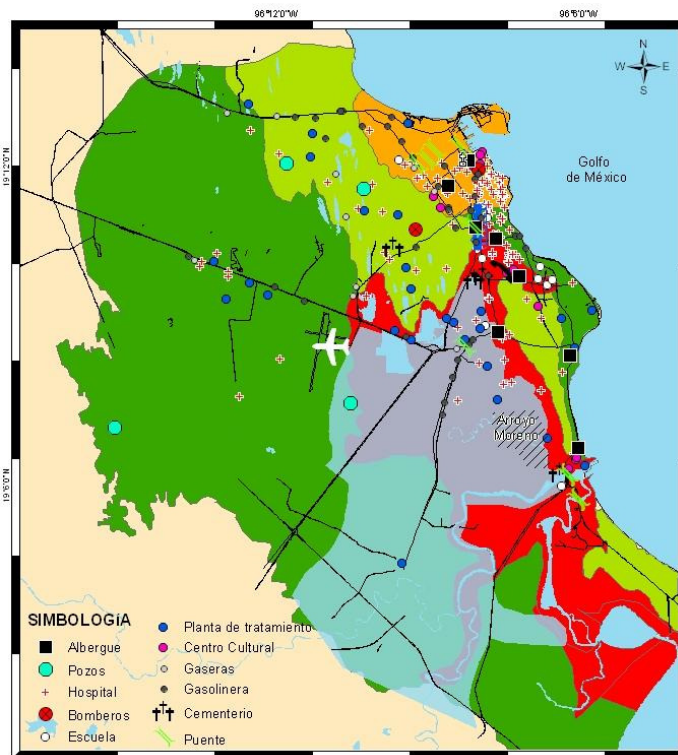 96°12'0"W
96°6'0"W
N
W E
S
19°12'0"N
Golfo
de México
Arroyo
Moreno
19°6'0"N
SIMBOLOGÍA
Albergue
Pozos
Hospital
Bomberos
Escuela
Planta de tratamiento
Centro Cultural
Gaseras
Gasolinera
Cementerio
Puente